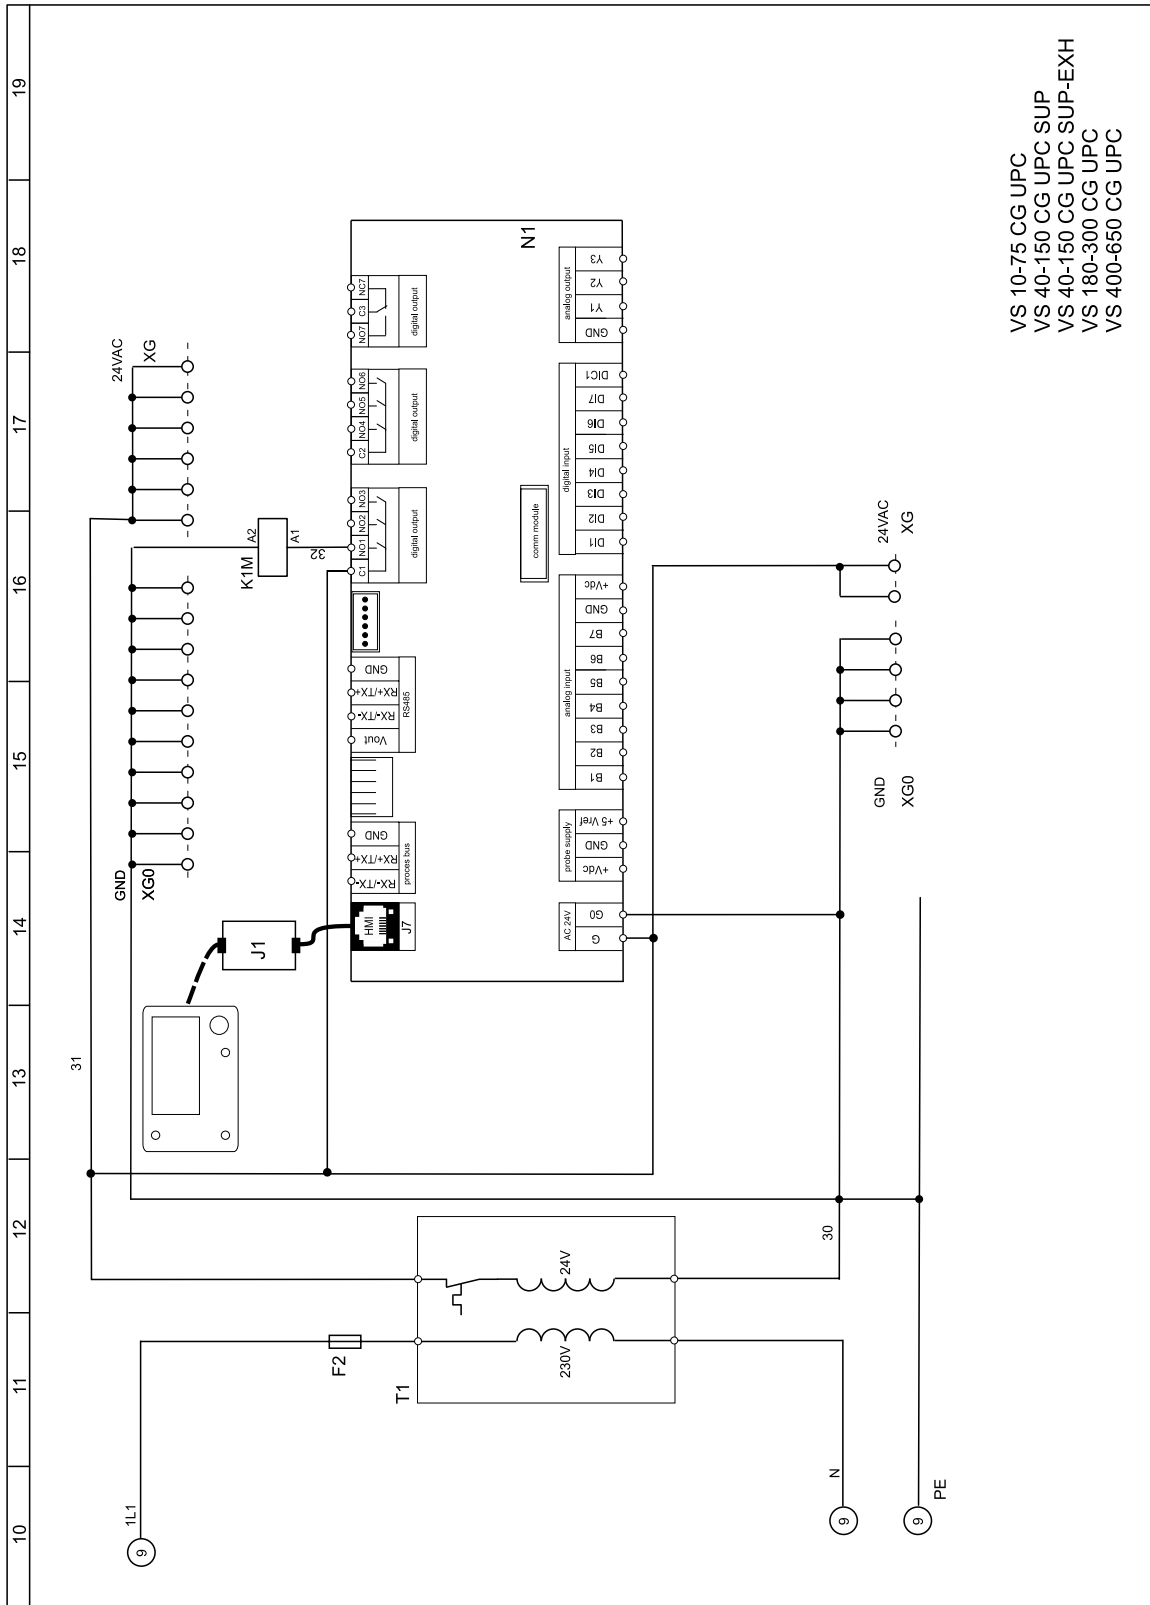 10
11
12
13
14
15
16
17
18
19
31
GND
XG0
24VAC
XG
K1M
A2
A1
32
J1
HMI
J7
RX-/TX-
RX+/TX+
GND
proces bus
Vout
RX-/TX-
RX+/TX+
GND
RS485
C1
NO1
NO2
NO3
digital output
C2
NO4
NO5
NO6
digital output
NO7
C3
NC7
digital output
N1
comm module
AC 24V
G
G0
probe supply
+Vdc
GND
+5 Vref
analog input
B1
B2
B3
B4
B5
B6
B7
GND
+Vdc
digital input
DI1
DI2
DI3
DI4
DI5
DI6
DI7
DIC1
analog output
GND
Y1
Y2
Y3
1L1
9
F2
T1
230V
24V
30
N
9
PE
9
GND
XG0
24VAC
XG
VS 10-75 CG UPC
VS 40-150 CG UPC SUP
VS 40-150 CG UPC SUP-EXH
VS 180-300 CG UPC
VS 400-650 CG UPC